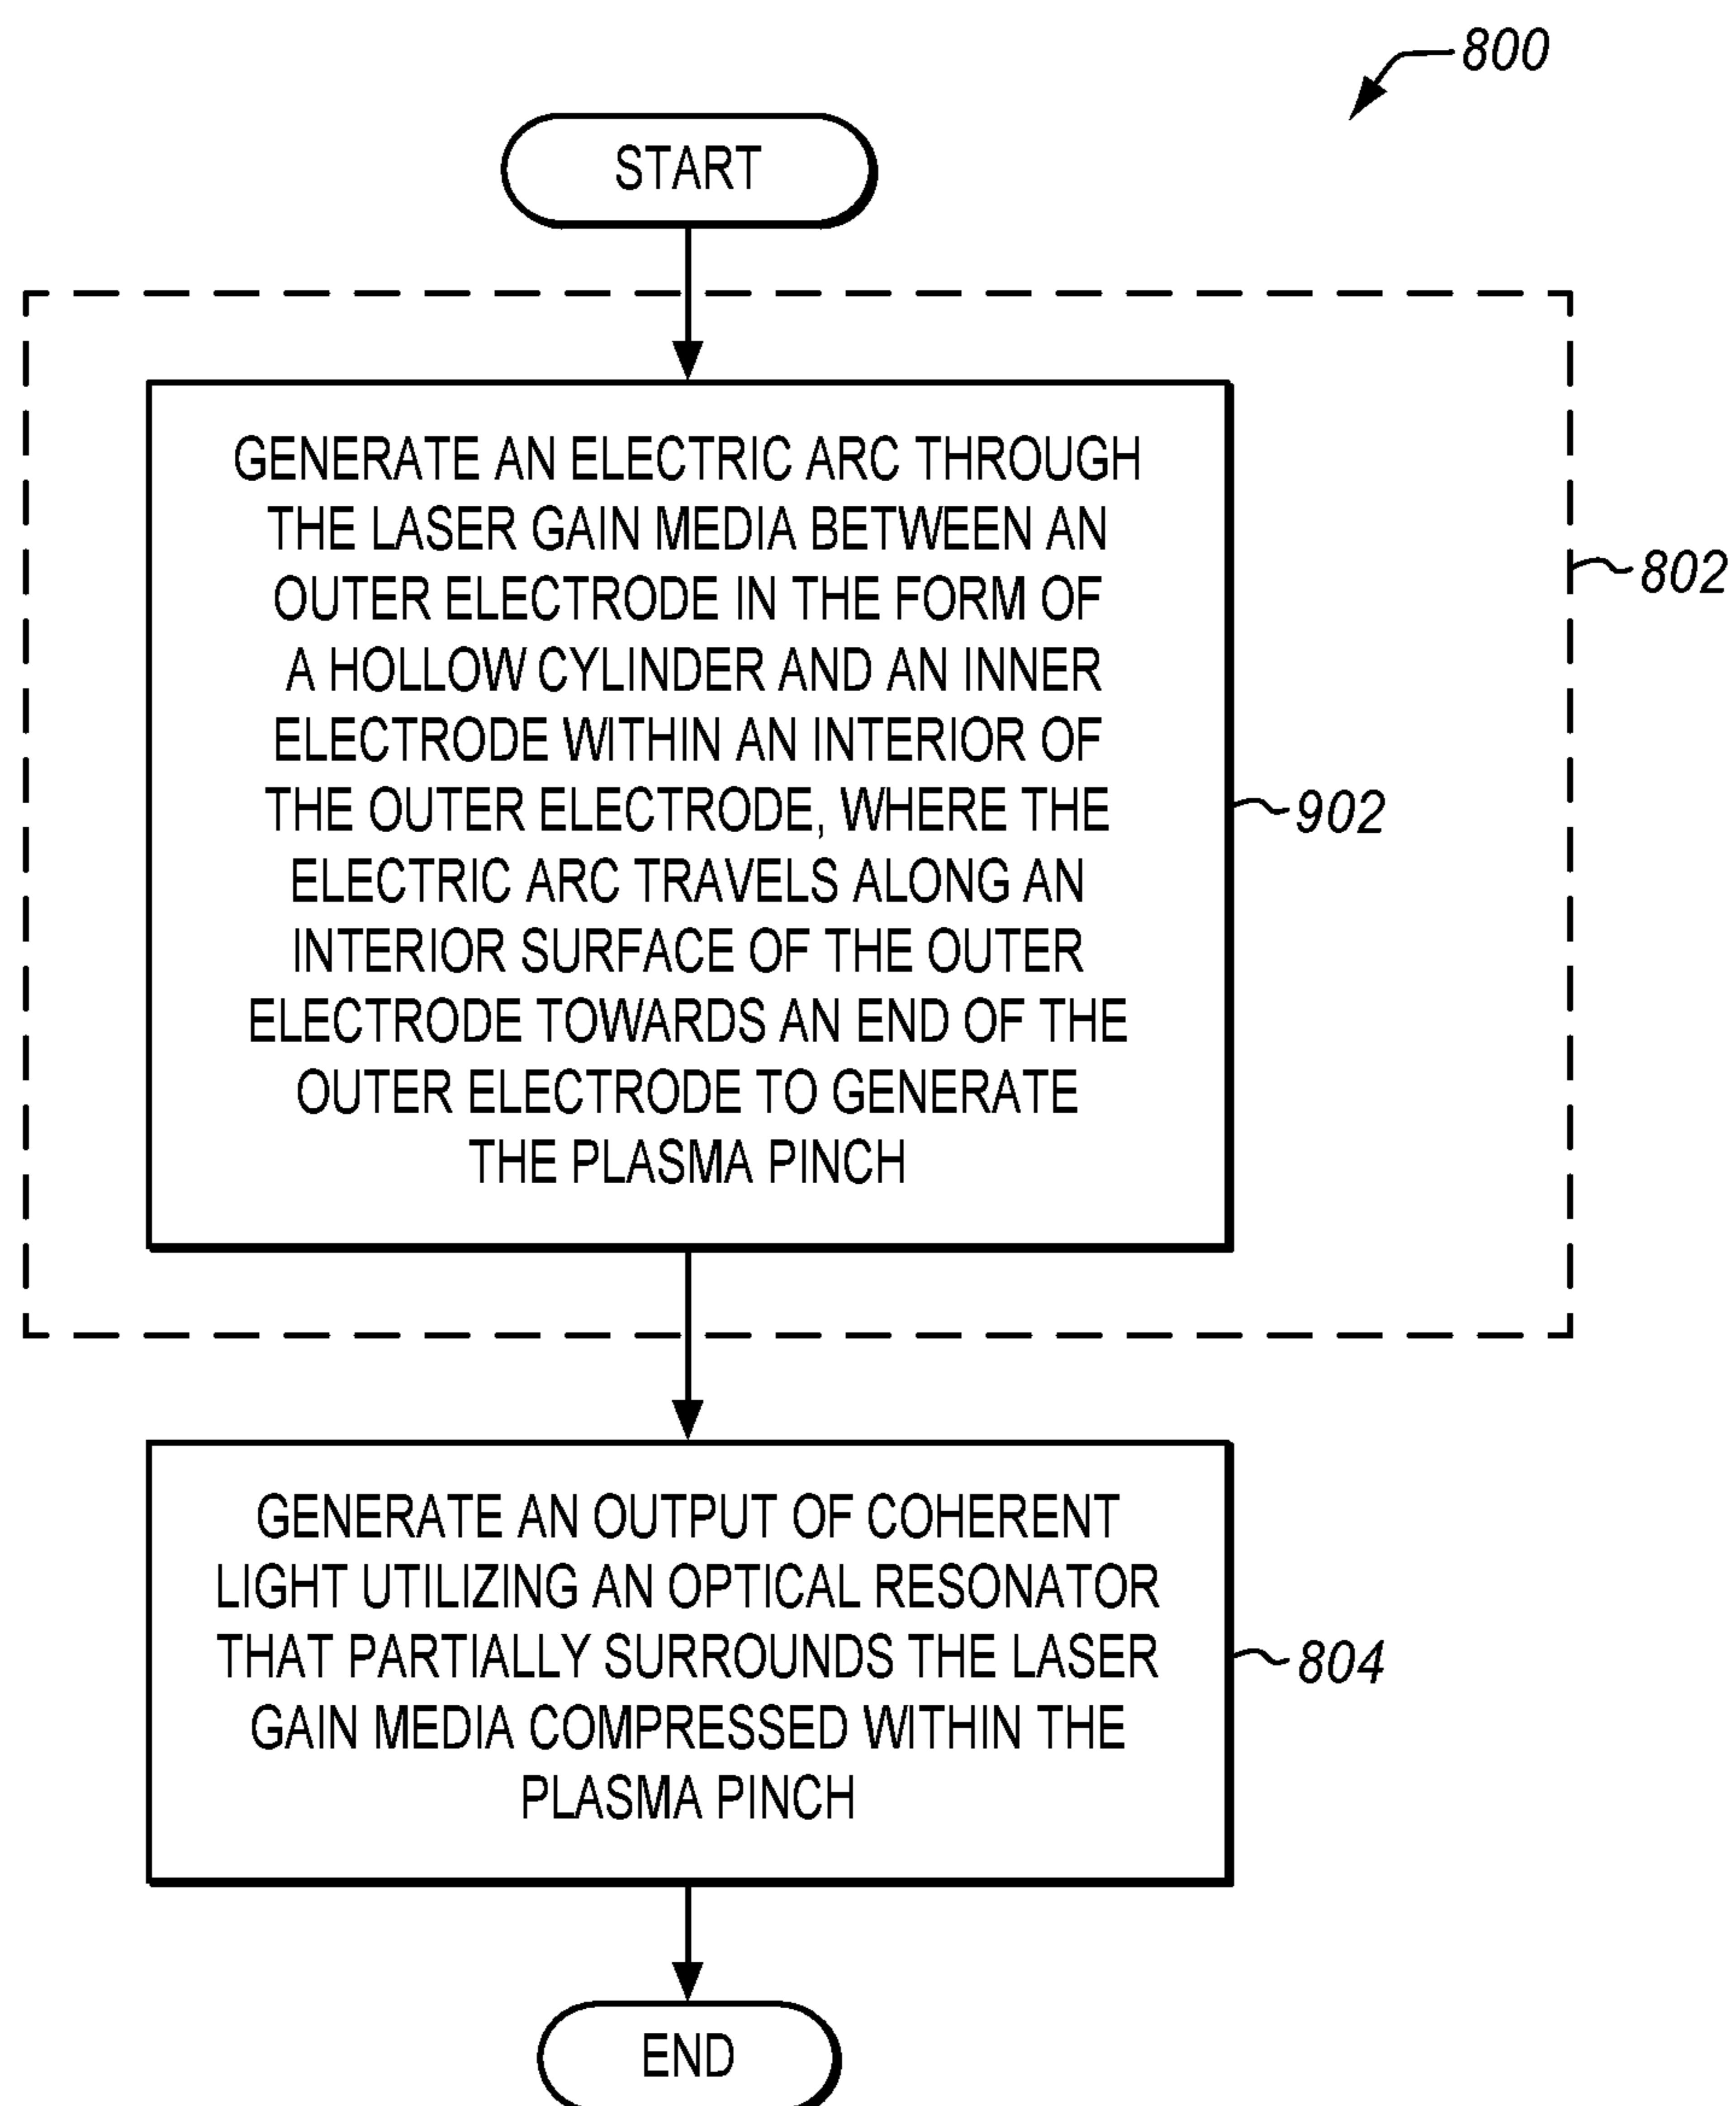 800
START
GENERATE AN ELECTRIC ARC THROUGH
THE LASER GAIN MEDIA BETWEEN AN
OUTER ELECTRODE IN THE FORM OF
A HOLLOW CYLINDER AND AN INNER
ELECTRODE WITHIN AN INTERIOR OF
THE OUTER ELECTRODE, WHERE THE
ELECTRIC ARC TRAVELS ALONG AN
INTERIOR SURFACE OF THE OUTER
ELECTRODE TOWARDS AN END OF THE
OUTER ELECTRODE TO GENERATE
THE PLASMA PINCH
802
902
GENERATE AN OUTPUT OF COHERENT
LIGHT UTILIZING AN OPTICAL RESONATOR
THAT PARTIALLY SURROUNDS THE LASER
GAIN MEDIA COMPRESSED WITHIN THE
PLASMA PINCH
804
END